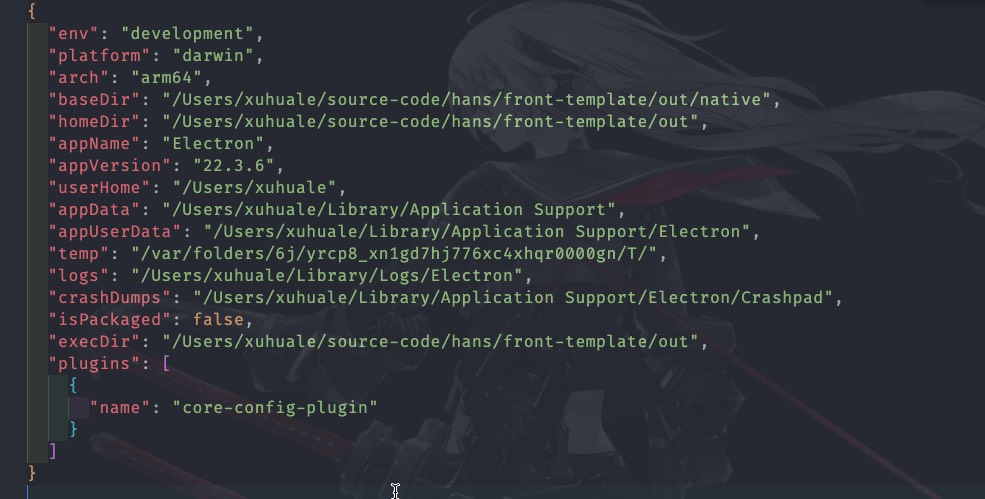 {
"env": "development",
"platform": "darwin",
"arch": "arm64",
"baseDir": "/Users/xuhuale/source-code/hans/front-template/out/native",
"homeDir": "/Users/xuhuale/source-code/hans/front-template/out",
"appName": "Electron",
"appVersion": "22.3.6",
"userHome": "/Users/xuhuale",
"appData": "/Users/xuhuale/Library/Application Support",
"appUserData": "/Users/xuhuale/Library/Application Support/Electron",
"temp": "/var/folders/6j/yrcp8_xn1gd7hj776xc4xhqr0000gn/T/",
"logs": "/Users/xuhuale/Library/Logs/Electron",
"crashDumps": "/Users/xuhuale/Library/Application Support/Electron/Crashpad",
"isPackaged": false,
"execDir": "/Users/xuhuale/source-code/hans/front-template/out",
"plugins": [
{
"name": "core-config-plugin"
}
]
}